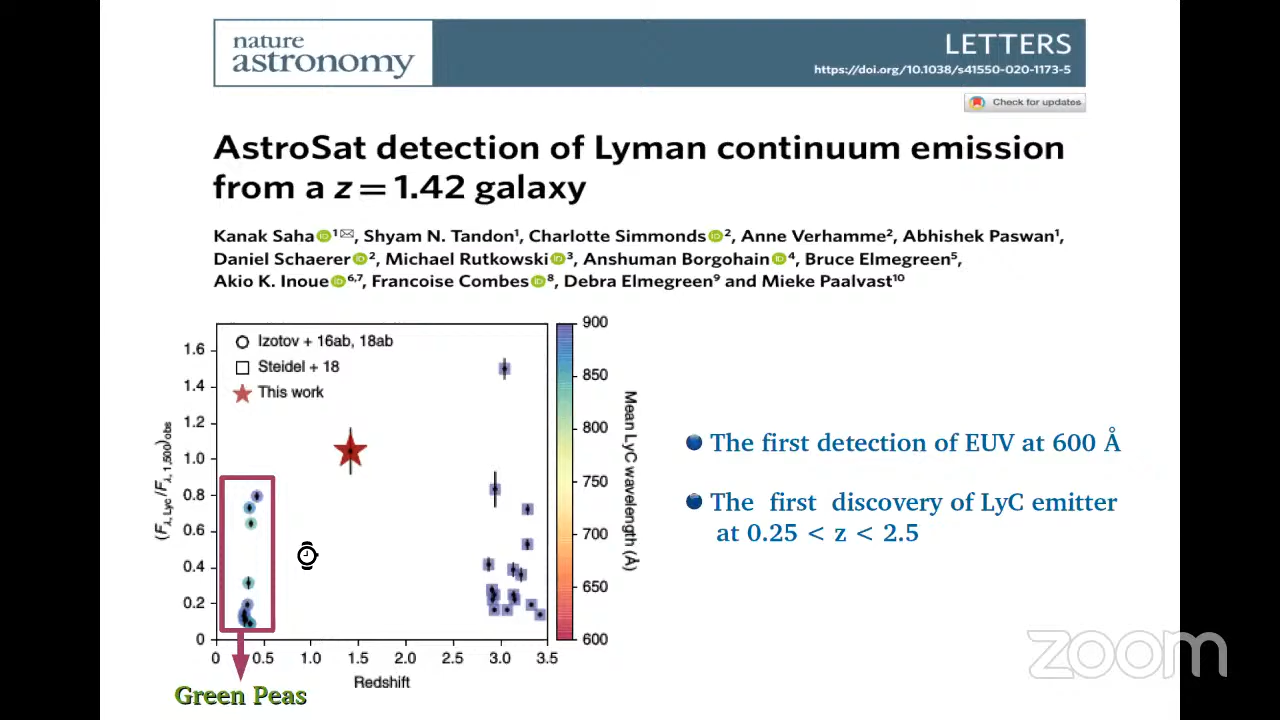 nature
astronomy
LETTERS
https://doi.org/10.1038/s41550-020-1173-5
Check for updates
AstroSat detection of Lyman continuum emission
from a z = 1.42 galaxy
Kanak Saha 1, Shyam N. Tandon1, Charlotte Simmonds 2, Anne Verhamme2, Abhishek Paswan1,
Daniel Schaerer 2, Michael Rutkowski 3, Anshuman Borgohain 4, Bruce Elmegreen5,
Akio K. Inoue 6,7, Francoise Combes 8, Debra Elmegreen9 and Mieke Paalvast10
Izotov + 16ab, 18ab
Steidel + 18
This work
(Fλ, Lyc/Fλ, 1,500)obs
1.6
1.4
1.2
1.0
0.8
0.6
0.4
0.2
0
0 0.5 1.0 1.5 2.0 2.5 3.0 3.5
Redshift
900
850
800
750
700
650
600
Mean LyC wavelength (Å)
Green Peas
The first detection of EUV at 600 Å
The first discovery of LyC emitter
at 0.25 < z < 2.5
zoom